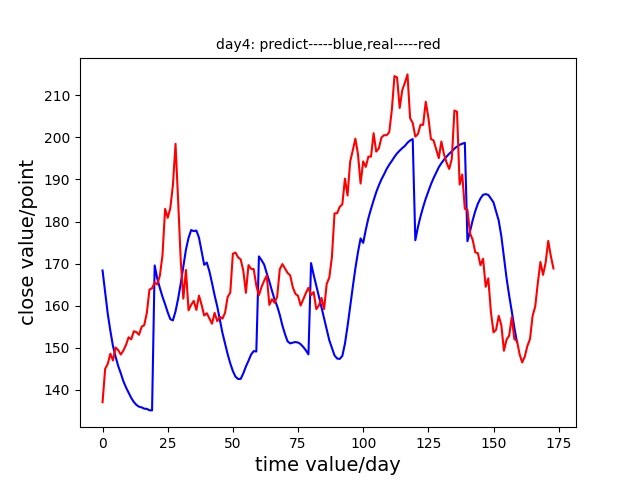 day4: predict-----blue,real-----red
close value/point
210
200
190
180
170
160
150
140
0 25 50 75 100 125 150 175
time value/day